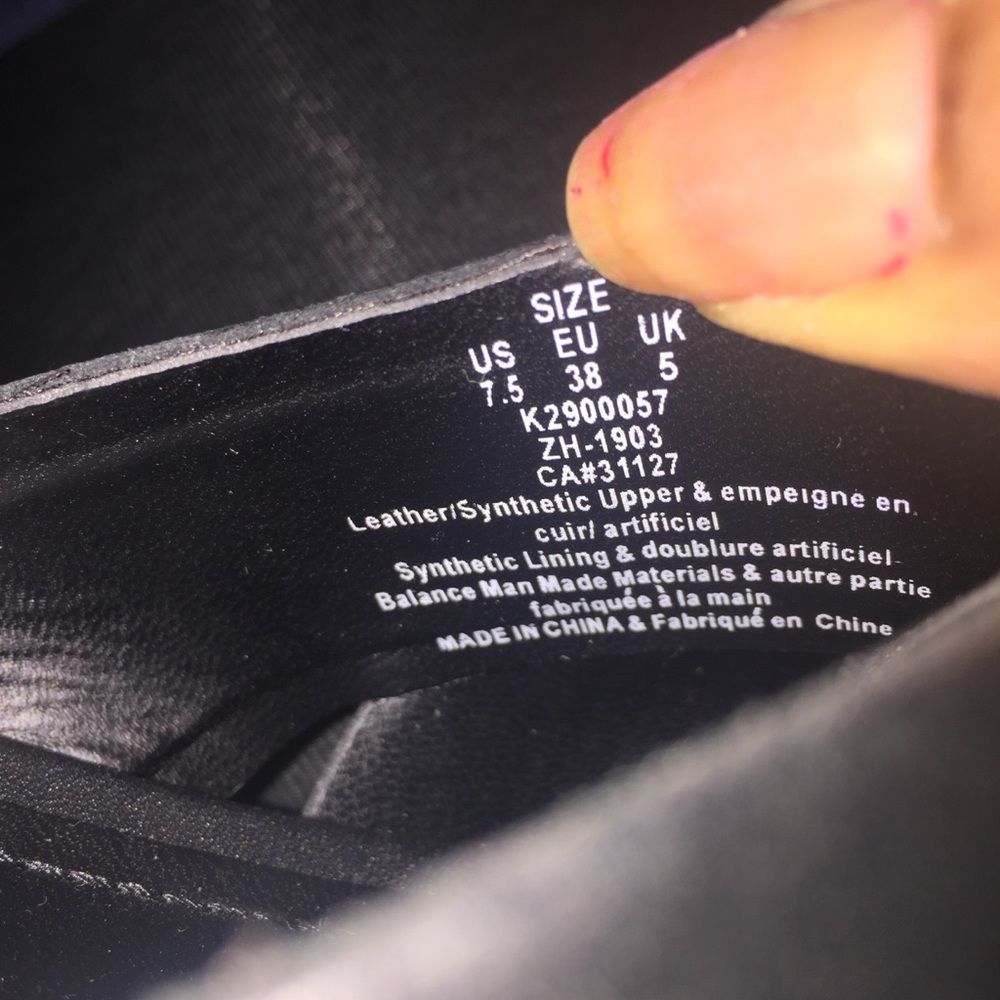 SIZE
US EU UK
7.5 38 5
K2900057
ZH-1903
CA#31127
Leather/Synthetic Upper & empeigne en
cuir/ artificiel
Synthetic Lining & doublure artificiel
Balance Man Made Materials & autre partie
fabriquée à la main
MADE IN CHINA & Fabriqué en Chine